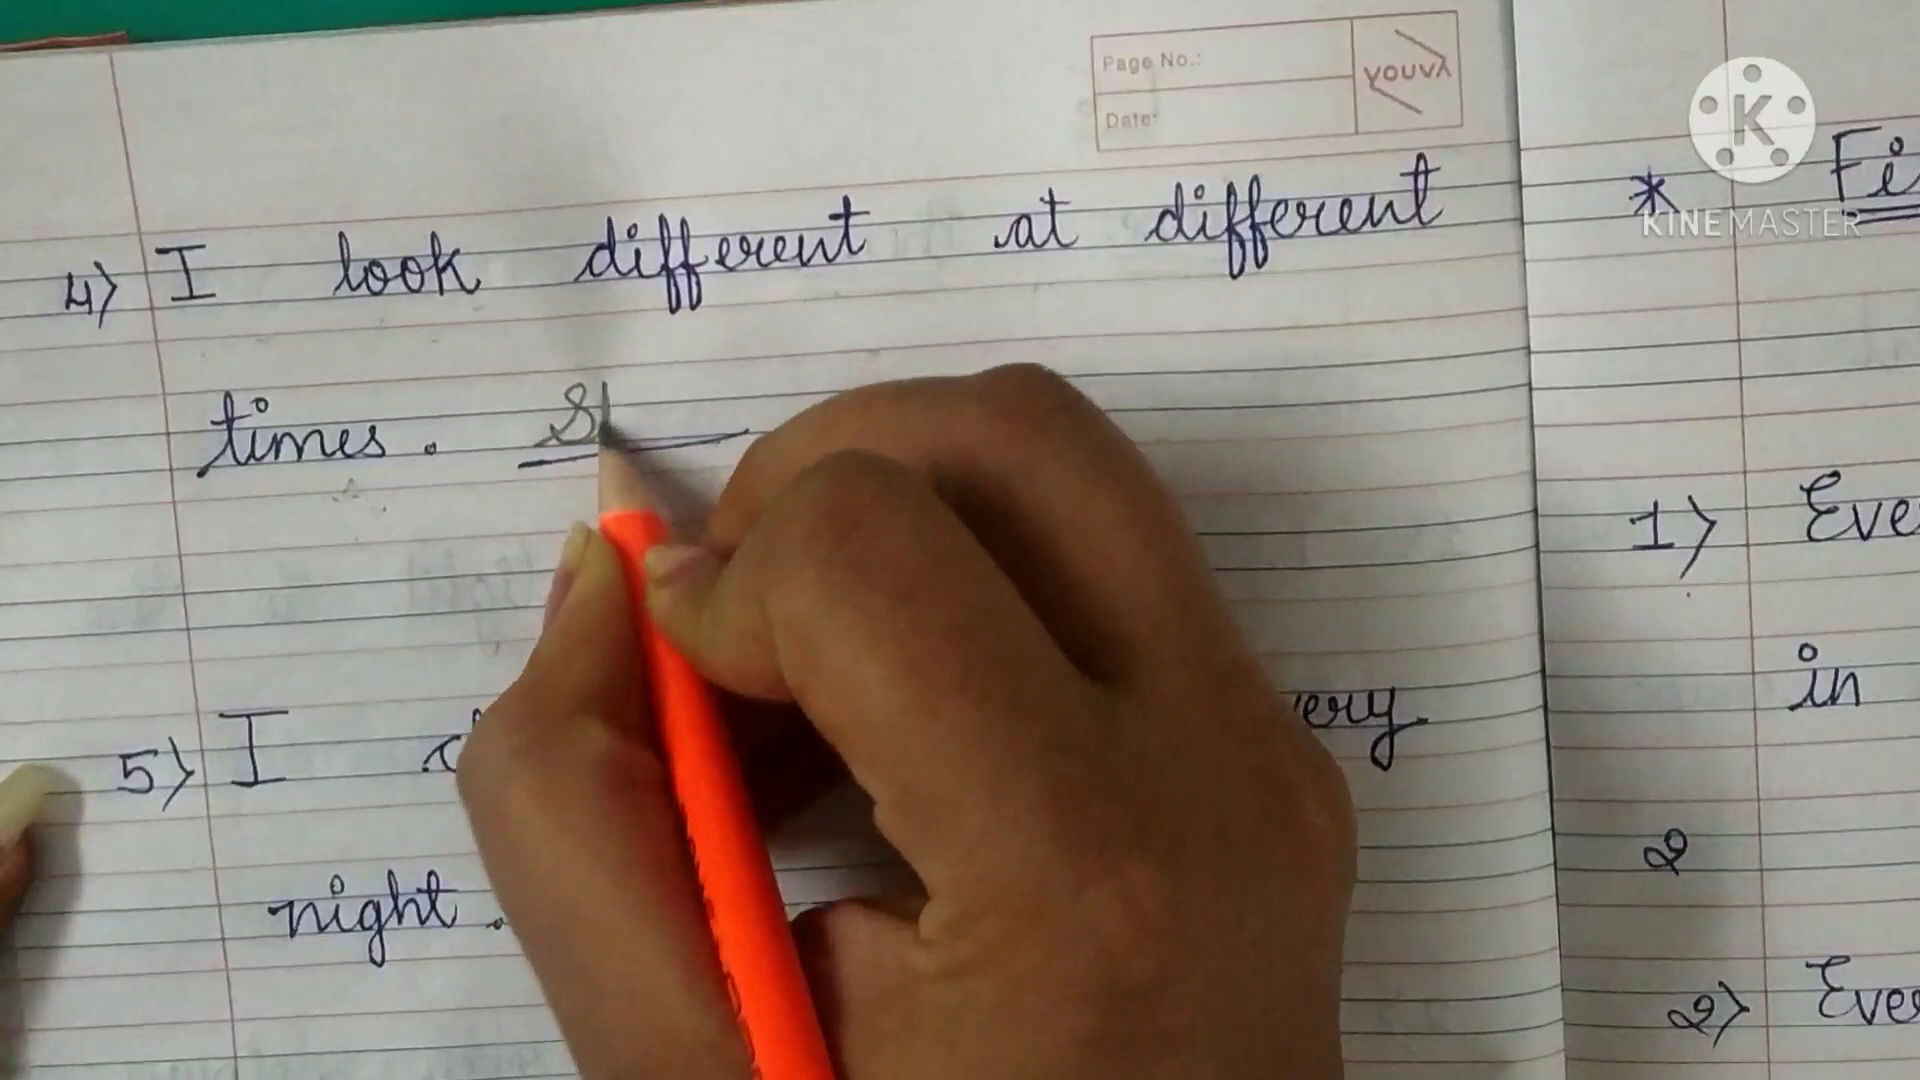 Page No.:
Date:
YOUVA
K
KINEMASTER
4) I look different at different
times.
5) I
night.
* Fi
1) Eve
in
2
2) Eve